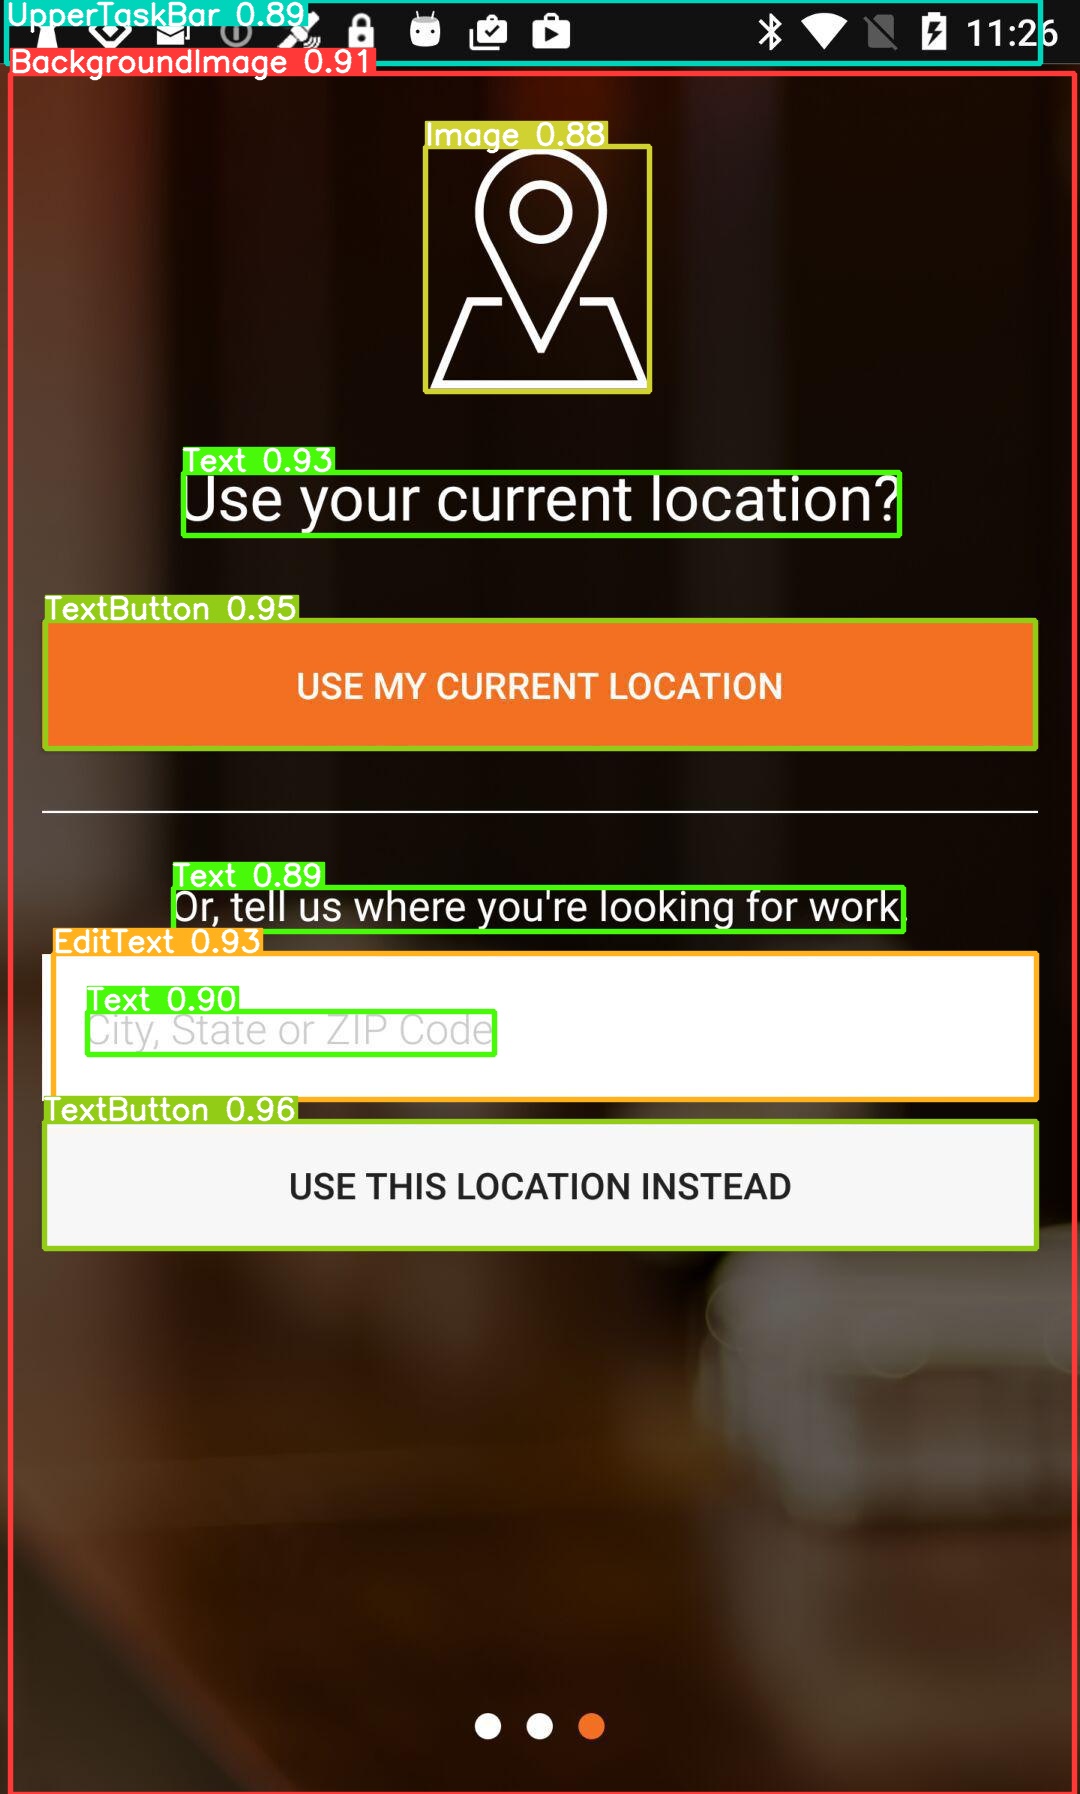 UpperTaskBar 0.89
11:26
BackgroundImage 0.91
Image 0.88
Text 0.93
Use your current location?
TextButton 0.95
USE MY CURRENT LOCATION
Text 0.89
Or, tell us where you're looking for work.
EditText 0.93
Text 0.90
City, State or ZIP Code
TextButton 0.96
USE THIS LOCATION INSTEAD